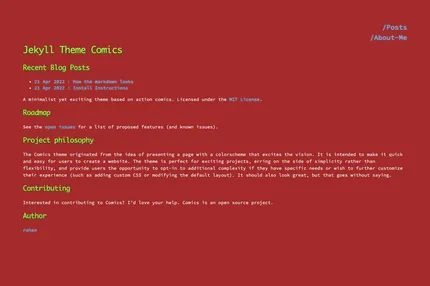 /Posts
/About-Me
Jekyll Theme Comics
Recent Blog Posts
21 Apr 2022 : How the markdown looks
21 Apr 2022 : Install Instructions
A minimalist yet exciting theme based on action comics. Licensed under the MIT License.
Roadmap
See the open issues for a list of proposed features (and known issues).
Project philosophy
The Comics theme originated from the idea of presenting a page with a colorscheme that excites the vision. It is intended to make it quick
and easy for users to create a website. The theme is perfect for exciting projects, erring on the side of simplicity rather than
flexibility, and provide users the opportunity to opt-in to additional complexity if they have specific needs or wish to further customize
their experience (such as adding custom CSS or modifying the default layout). It should also look great, but that goes without saying.
Contributing
Interested in contributing to Comics? I'd love your help. Comics is an open source project.
Author